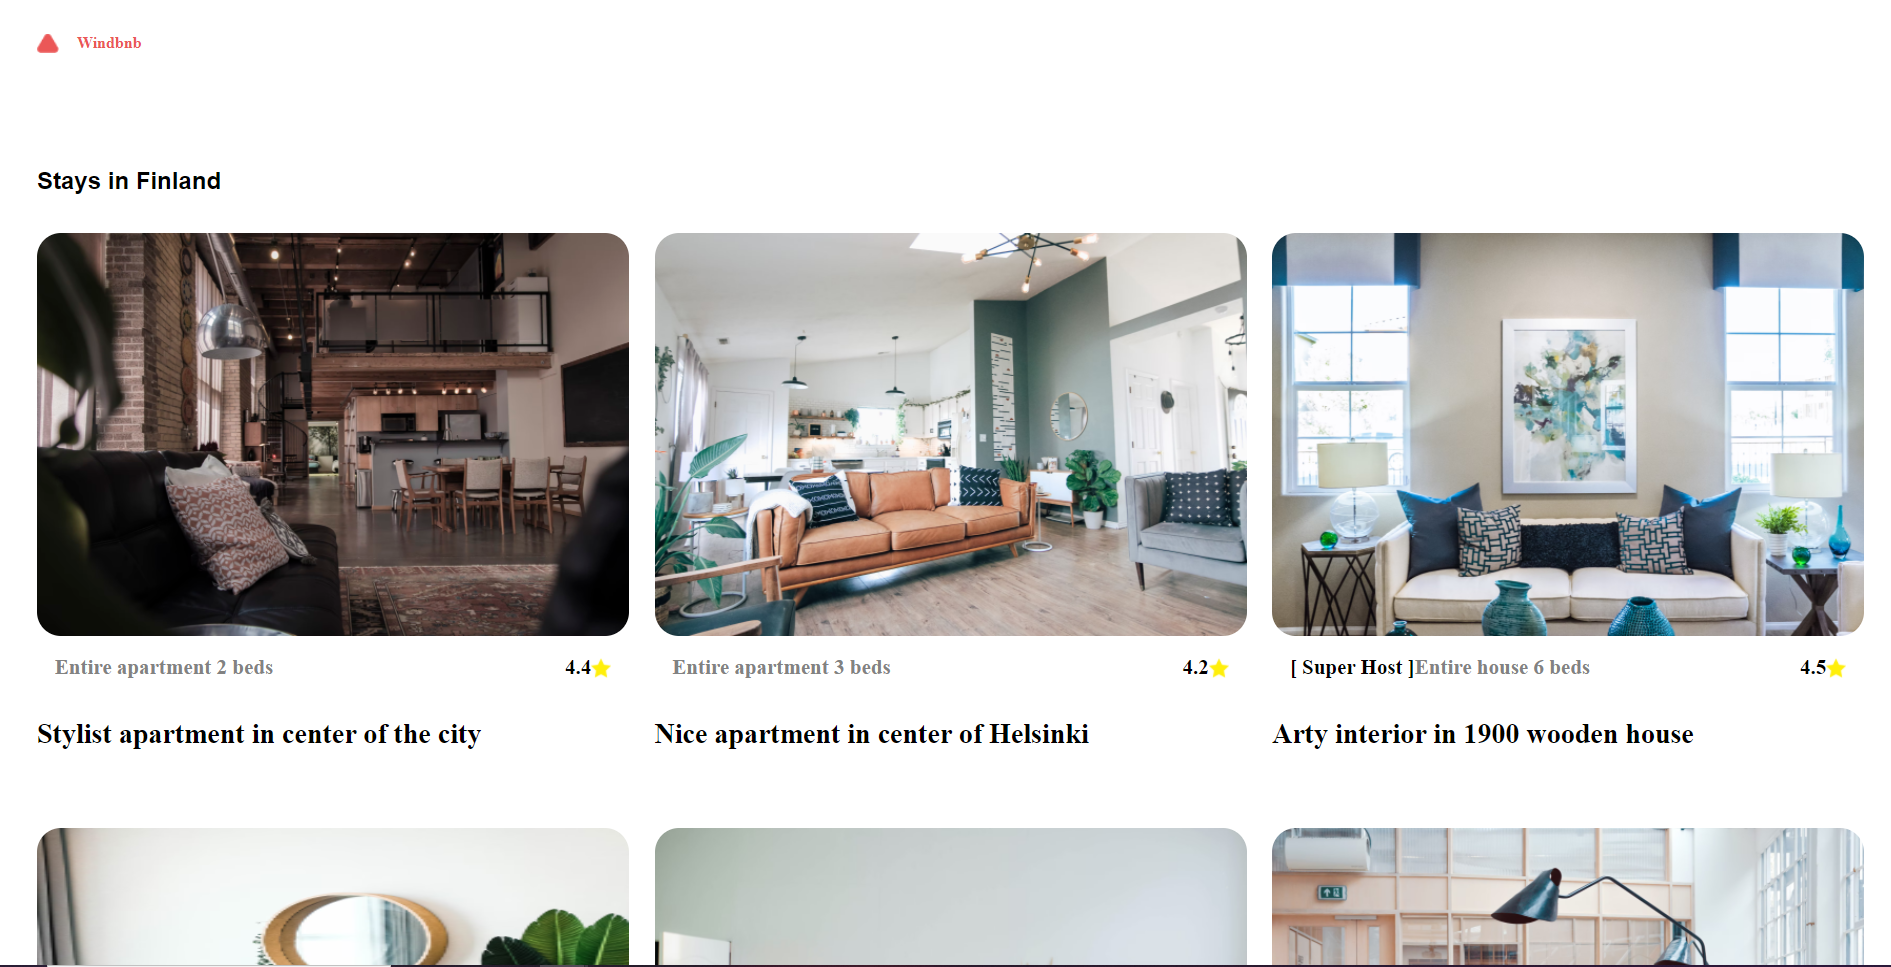 Windbnb
Stays in Finland
Entire apartment 2 beds 4.4
Entire apartment 3 beds 4.2
[ Super Host ]Entire house 6 beds 4.5
Stylist apartment in center of the city
Nice apartment in center of Helsinki
Arty interior in 1900 wooden house